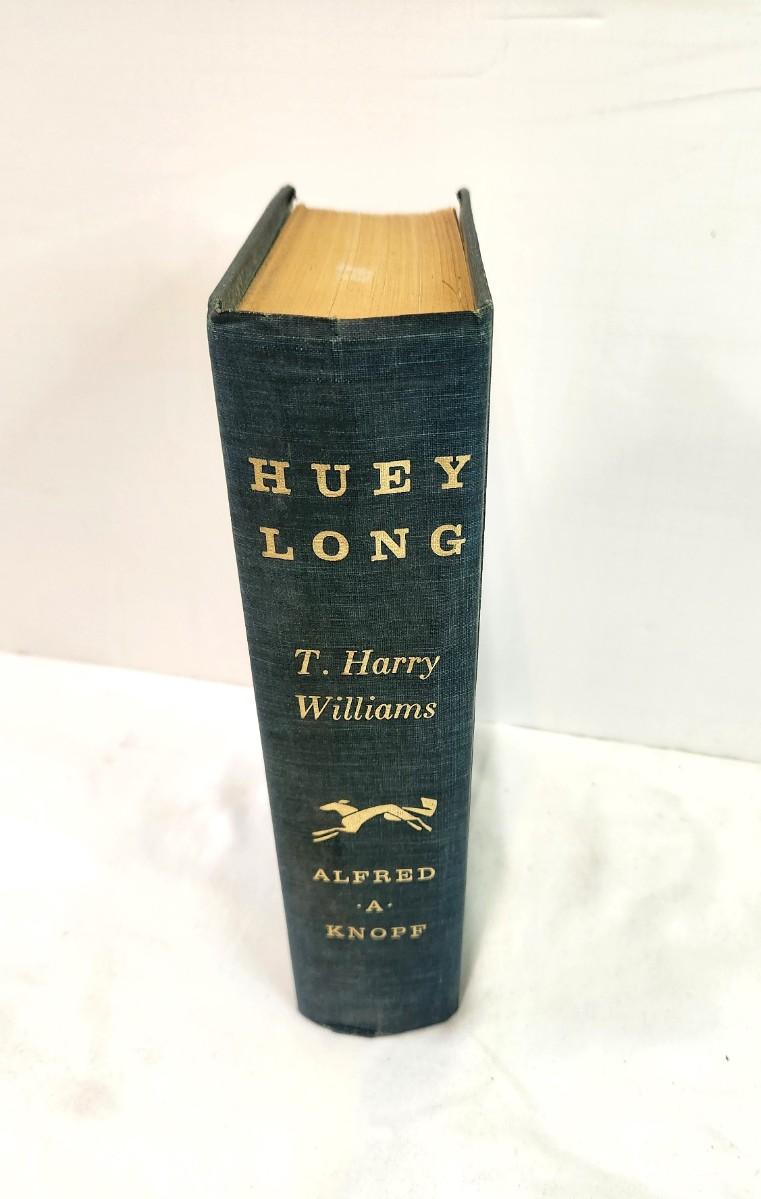 HUEY
LONG
T. Harry
Williams
ALFRED
·A·
KNOPF